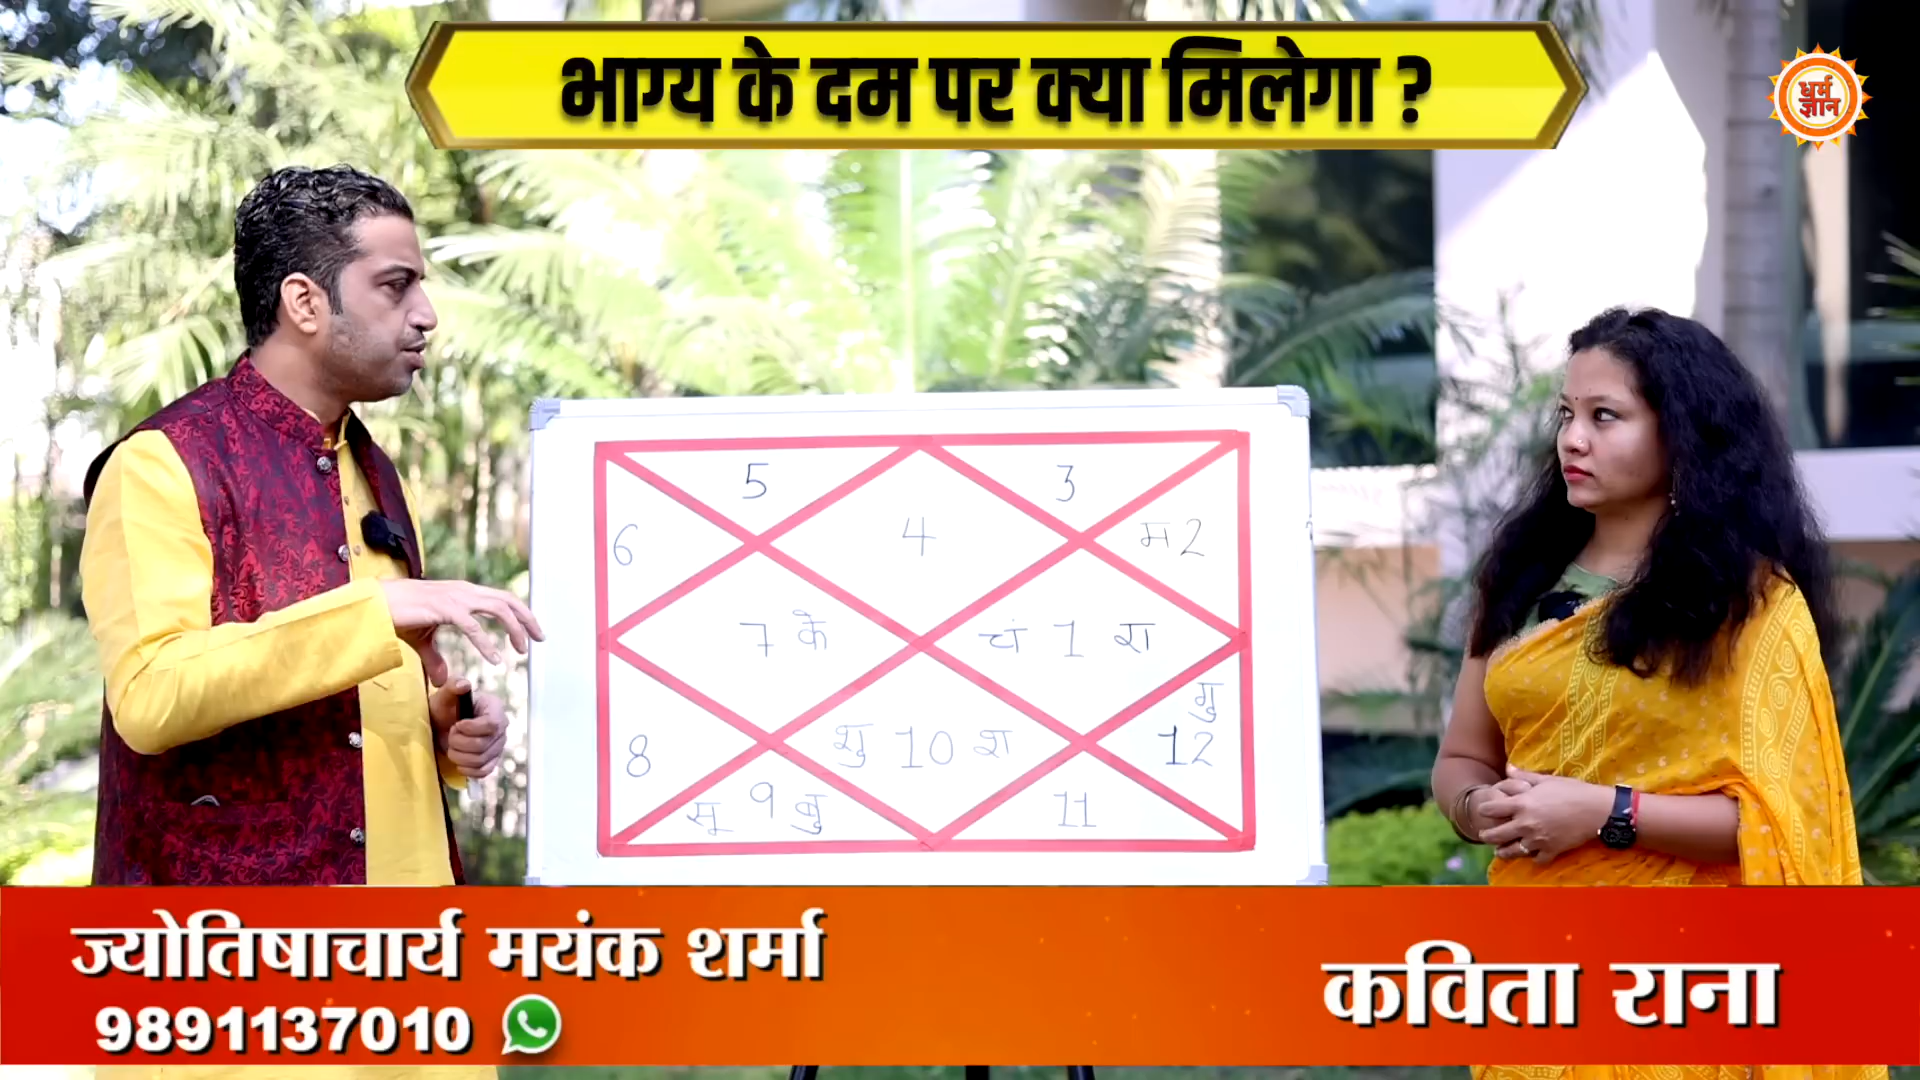 भाग्य के दम पर क्या मिलेगा ?
धर्म
ज्ञान
5
3
6
4
म 2
7 के
चं 1 रा
गु
12
8
शु 10 श
सू 9 बु
11
ज्योतिषाचार्य मयंक शर्मा
9891137010
कविता राना